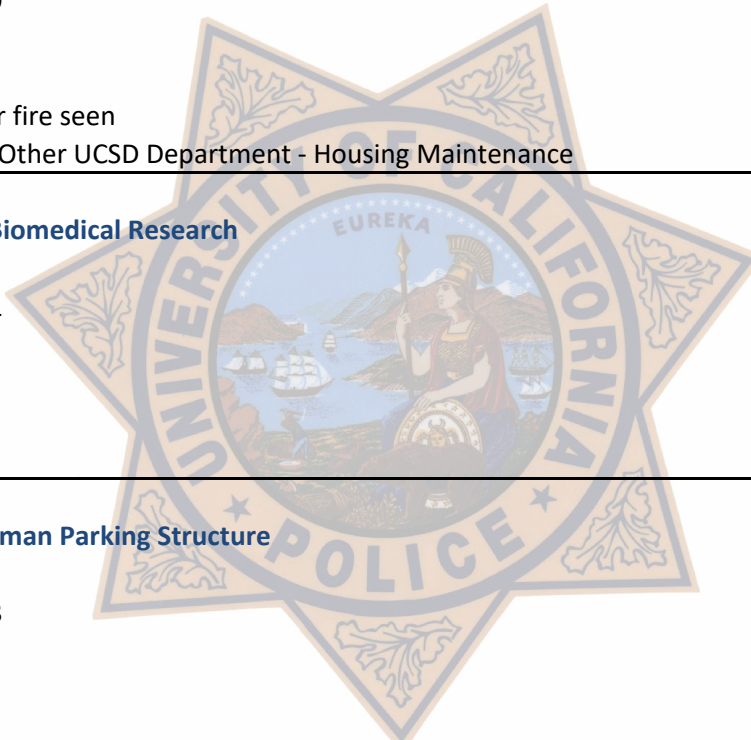 r fire seen
Other UCSD Department - Housing Maintenance
Biomedical Research
man Parking Structure
UNIVERSITY OF CALIFORNIA
EUREKA
POLICE